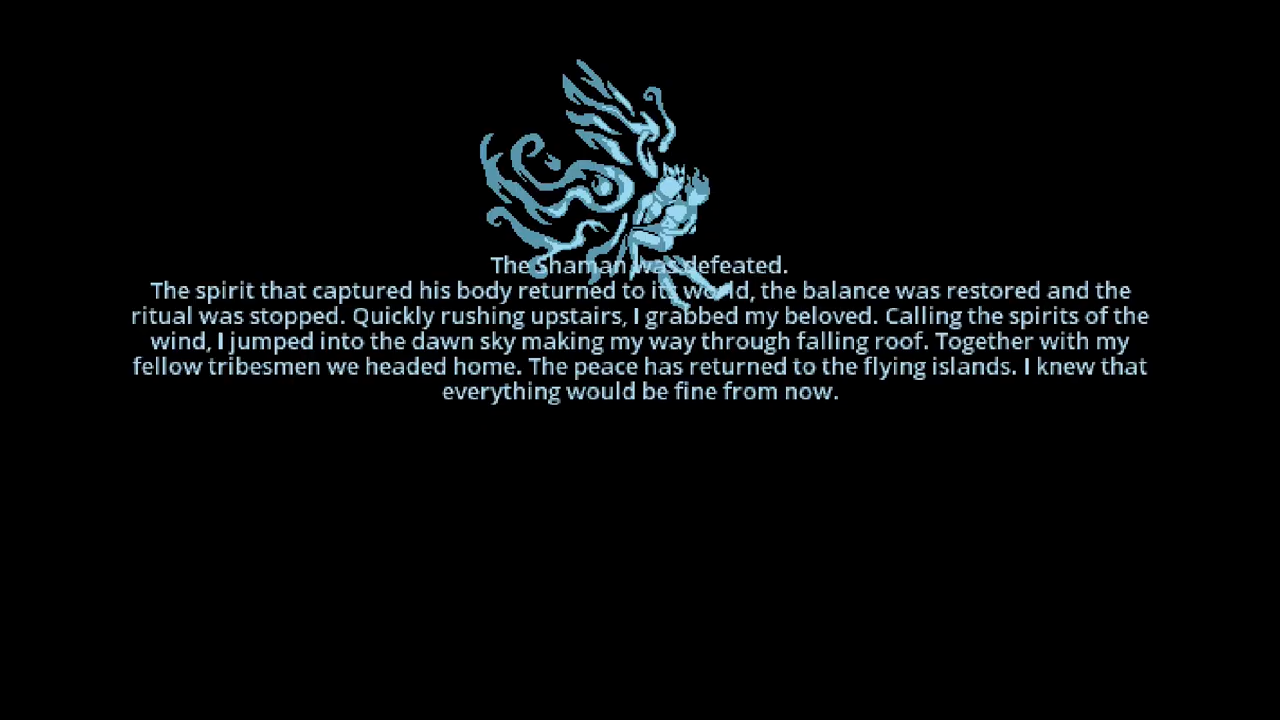 The Shaman was defeated.
The spirit that captured his body returned to its world, the balance was restored and the
ritual was stopped. Quickly rushing upstairs, I grabbed my beloved. Calling the spirits of the
wind, I jumped into the dawn sky making my way through falling roof. Together with my
fellow tribesmen we headed home. The peace has returned to the flying islands. I knew that
everything would be fine from now.